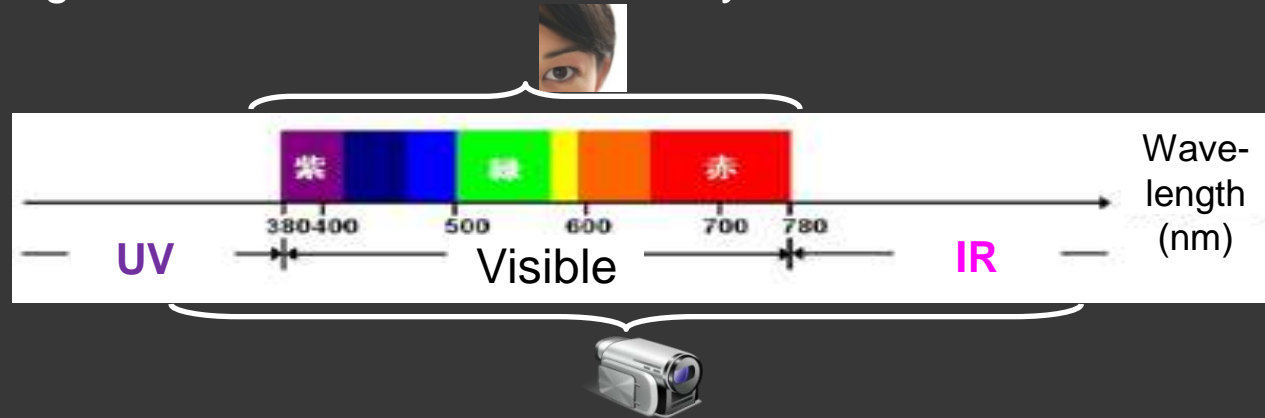 紫 緑 赤
380 400 500 600 700 780
UV Visible IR
Wave-
length
(nm)